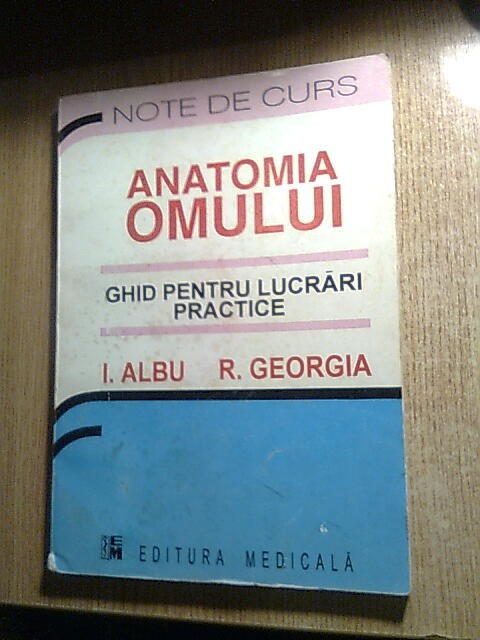 NOTE DE CURS
ANATOMIA
OMULUI
GHID PENTRU LUCRĂRI
PRACTICE
I. ALBU R. GEORGIA
EM EDITURA MEDICALĂ